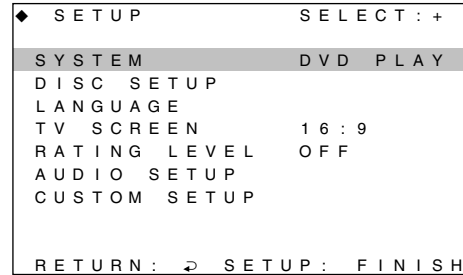 ◆ SETUP SELECT:+
SYSTEM DVD PLAY
DISC SETUP
LANGUAGE
TV SCREEN 16:9
RATING LEVEL OFF
AUDIO SETUP
CUSTOM SETUP
RETURN: ⮌ SETUP: FINISH